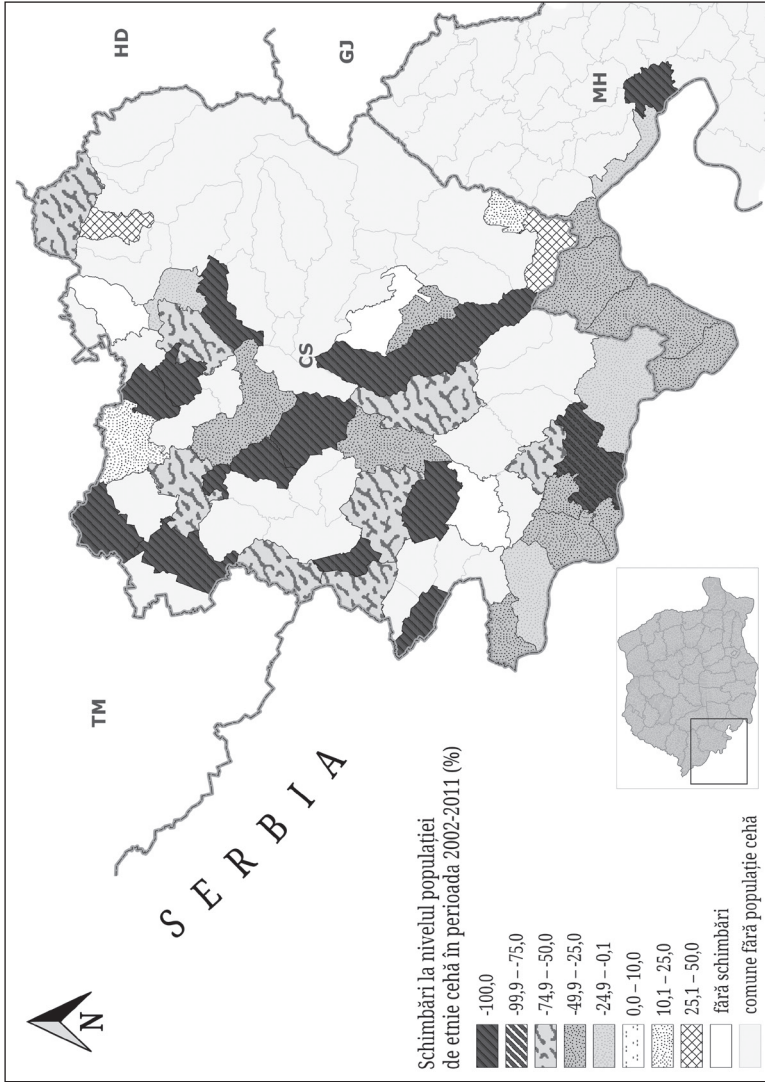 HD
GJ
MH
CS
TM
SERBIA
N
Schimbări la nivelul populației
de etnie cehă în perioada 2002-2011 (%)
-100,0
-99,9 – -75,0
-74,9 – -50,0
-49,9 – -25,0
-24,9 – -0,1
0,0 – 10,0
10,1 – 25,0
25,1 – 50,0
fără schimbări
comune fără populație cehă